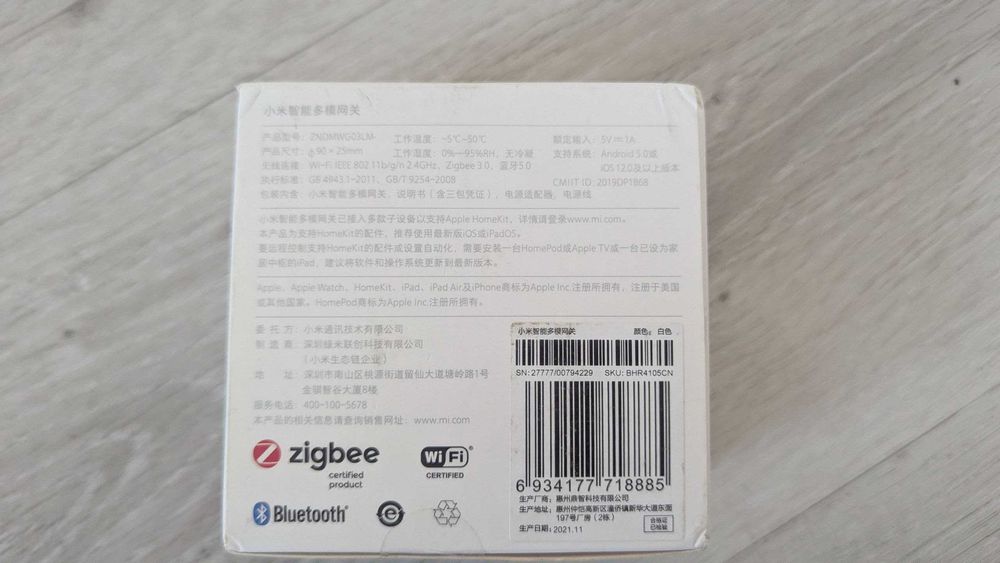 小米智能多模网关
产品型号：ZNDMWG03LM 工作温度：-5℃~50℃ 额定输入：5V⎓1A
产品尺寸：φ90 × 25mm 工作湿度：0%~95%RH，无冷凝 支持系统：Android 5.0或
无线连接：Wi-Fi IEEE 802.11b/g/n 2.4GHz，Zigbee 3.0，蓝牙5.0 iOS 12.0及以上版本
执行标准：GB 4943.1-2011、GB/T 9254-2008 CMIIT ID: 2019DP1868
包装内含：小米智能多模网关、说明书（含三包凭证）、电源适配器、电源线
小米智能多模网关已接入多款子设备以支持Apple HomeKit，详情请登录www.mi.com。
本产品为支持HomeKit的配件，推荐使用最新版iOS或iPadOS。
要远程控制支持HomeKit的配件或设置自动化，需要安装一台HomePod或Apple TV或一台已设为家
居中枢的iPad，建议将软件和操作系统更新到最新版本。
Apple、Apple Watch、HomeKit、iPad、iPad Air及iPhone商标为Apple Inc.注册所拥有，注册于美国
或其他国家。HomePod商标为Apple Inc.注册所拥有。
委托方：小米通讯技术有限公司
制造商：深圳绿米联创科技有限公司
（小米生态链企业）
地址：深圳市南山区桃源街道留仙大道塘岭路1号
金骐智谷大厦8楼
服务电话：400-100-5678
本产品的相关信息请查询销售网址：www.mi.com
zigbee
certified
product
Wi Fi
CERTIFIED
Bluetooth
e
小米智能多模网关 颜色：白色
SN: 27777/00794229 SKU: BHR4105CN
6 934177 718885
生产厂商：惠州鼎智科技有限公司
生产地址：惠州仲恺高新区潼侨镇新华大道东面
197号厂房（2栋）
生产日期：2021.11
合格证
已检验